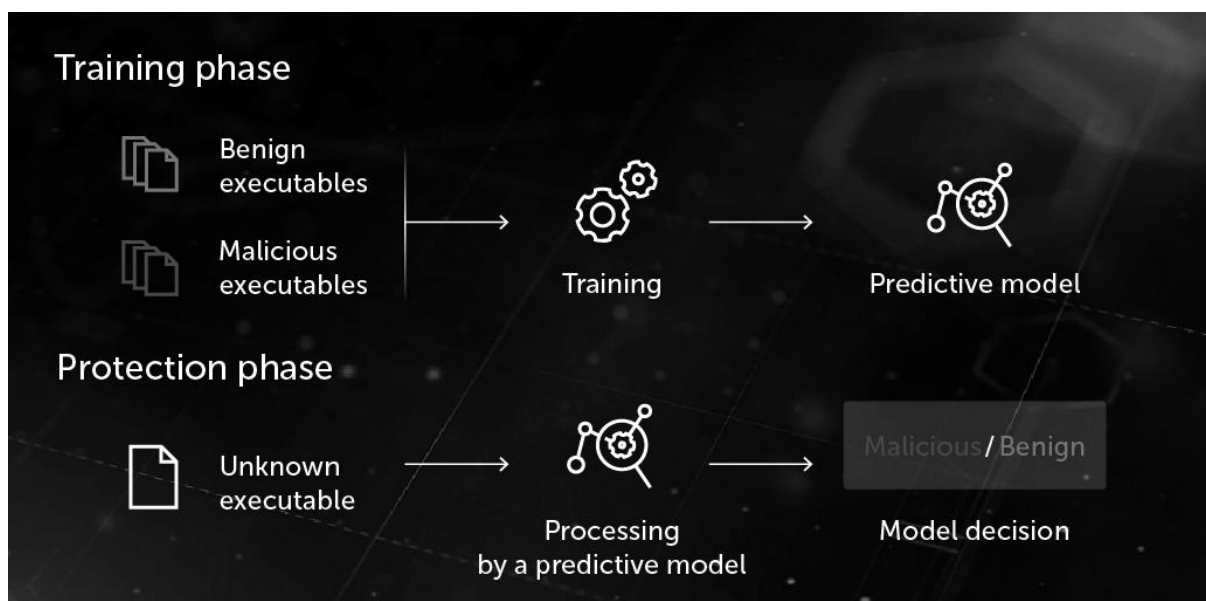 Training phase
Benign
executables
Malicious
executables
Training
Predictive model
Protection phase
Unknown
executable
Processing
by a predictive model
Malicious/Benign
Model decision